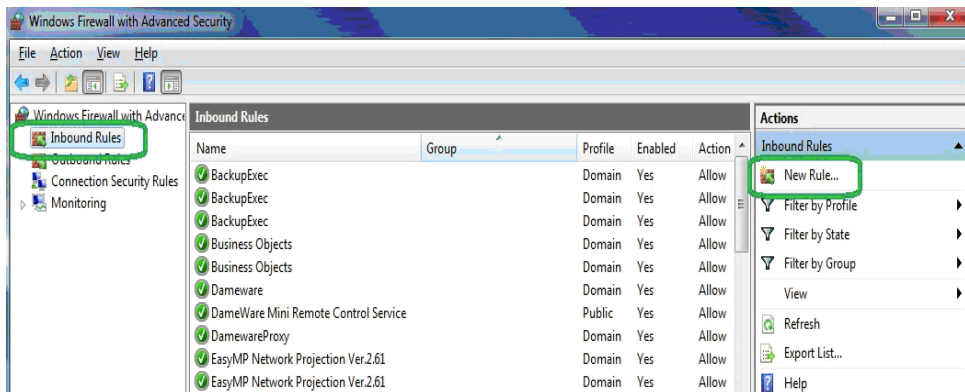 Windows Firewall with Advanced Security
File Action View Help
Windows Firewall with Advance
Inbound Rules
Outbound Rules
Connection Security Rules
Monitoring
Inbound Rules
Name Group Profile Enabled Action
BackupExec Domain Yes Allow
BackupExec Domain Yes Allow
BackupExec Domain Yes Allow
Business Objects Domain Yes Allow
Business Objects Domain Yes Allow
Dameware Domain Yes Allow
DameWare Mini Remote Control Service Public Yes Allow
DamewareProxy Domain Yes Allow
EasyMP Network Projection Ver.2.61 Domain Yes Allow
EasyMP Network Projection Ver.2.61 Domain Yes Allow
Actions
Inbound Rules
New Rule...
Filter by Profile
Filter by State
Filter by Group
View
Refresh
Export List...
Help